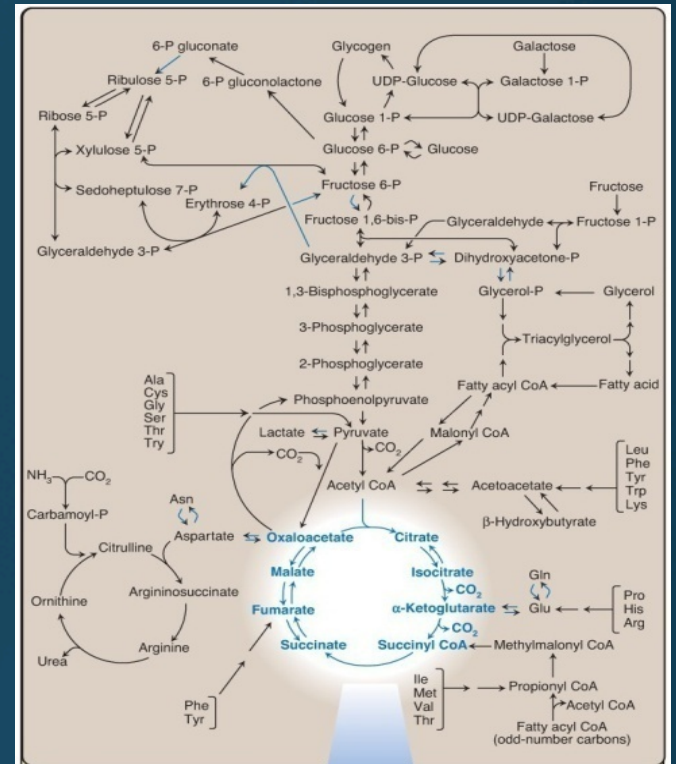 6-P gluconate
Glycogen
Galactose
Ribulose 5-P
6-P gluconolactone
UDP-Glucose
Galactose 1-P
Ribose 5-P
Glucose 1-P
UDP-Galactose
Xylulose 5-P
Glucose 6-P
Glucose
Sedoheptulose 7-P
Fructose 6-P
Fructose
Erythrose 4-P
Fructose 1,6-bis-P
Glyceraldehyde
Fructose 1-P
Glyceraldehyde 3-P
Glyceraldehyde 3-P
Dihydroxyacetone-P
1,3-Bisphosphoglycerate
Glycerol-P
Glycerol
3-Phosphoglycerate
Triacylglycerol
2-Phosphoglycerate
Ala
Cys
Gly
Ser
Thr
Try
Fatty acyl CoA
Fatty acid
Phosphoenolpyruvate
Lactate
Pyruvate
Malonyl CoA
CO2
CO2
Leu
Phe
Tyr
Trp
Lys
NH3
CO2
Acetyl CoA
Acetoacetate
Carbamoyl-P
Asn
β-Hydroxybutyrate
Citrulline
Aspartate
Oxaloacetate
Citrate
Malate
Isocitrate
Gln
Argininosuccinate
CO2
Ornithine
Fumarate
α-Ketoglutarate
Glu
Pro
His
Arg
CO2
Arginine
Succinate
Succinyl CoA
Methylmalonyl CoA
Urea
Ile
Met
Val
Thr
Propionyl CoA
Phe
Tyr
Acetyl CoA
Fatty acyl CoA
(odd-number carbons)